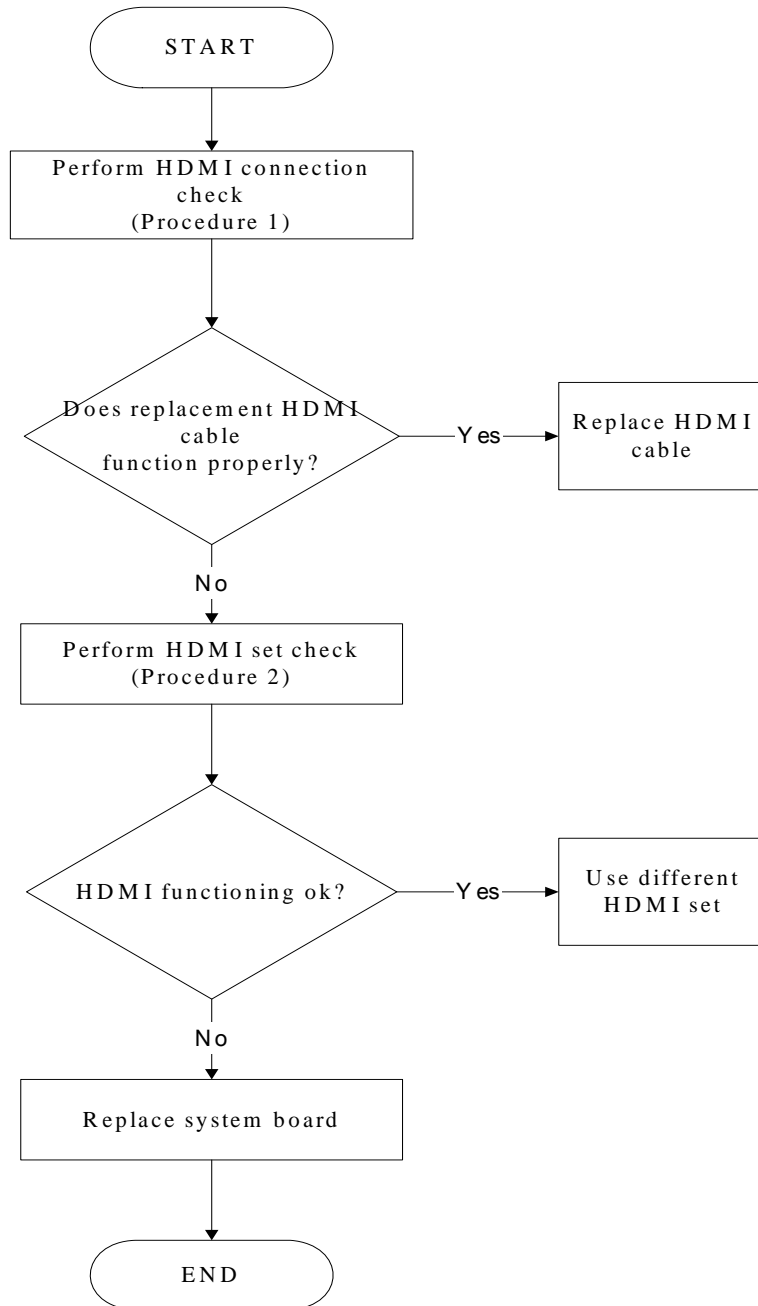 START
Perform HDMI connection
check
(Procedure 1)
Does replacement HDMI
cable
function properly?
Yes
Replace HDMI
cable
No
Perform HDMI set check
(Procedure 2)
HDMI functioning ok?
Yes
Use different
HDMI set
No
Replace system board
END